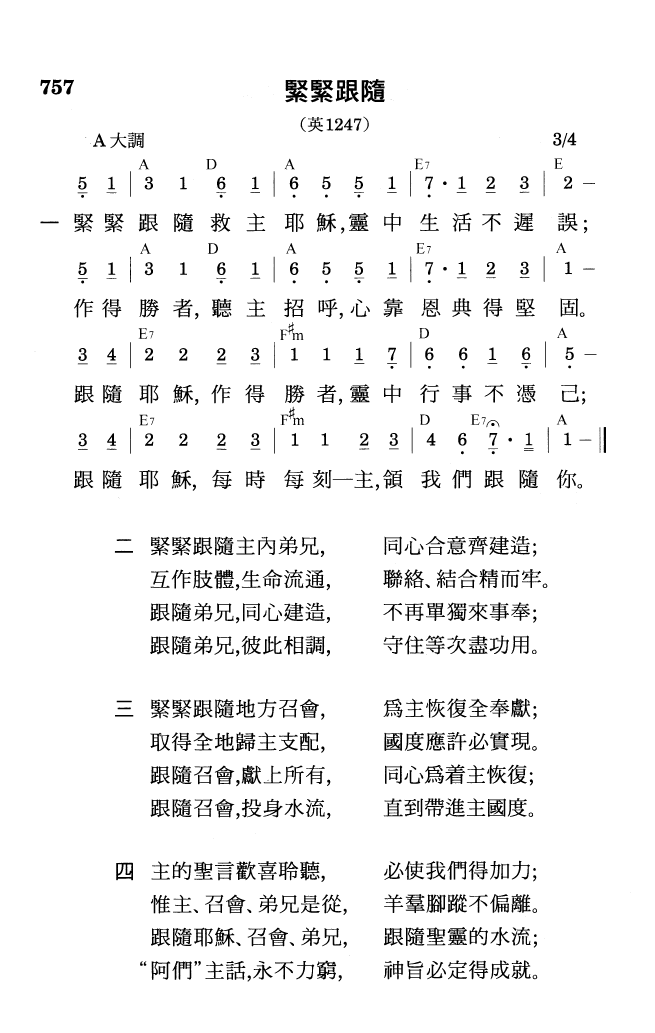 757
緊緊跟隨
（英1247）
A大調 3/4
A D A E7 E
5 1 | 3 1 6 1 | 6 5 5 1 | 7· 1 2 3 | 2 –
一 緊緊跟隨救主耶穌,靈中生活不遲誤;
A D A E7 A
5 1 | 3 1 6 1 | 6 5 5 1 | 7· 1 2 3 | 1 –
作得勝者,聽主招呼,心靠恩典得堅固。
E7 F♯m D A
3 4 | 2 2 2 3 | 1 1 1 7 | 6 6 1 6 | 5 –
跟隨耶穌,作得勝者,靈中行事不憑己;
E7 F♯m D E7 A
3 4 | 2 2 2 3 | 1 1 2 3 | 4 6 7· 1 | 1 – ‖
跟隨耶穌,每時每刻—主,領我們跟隨你。
二 緊緊跟隨主內弟兄, 同心合意齊建造;
互作肢體,生命流通, 聯絡、結合精而牢。
跟隨弟兄,同心建造, 不再單獨來事奉;
跟隨弟兄,彼此相調, 守住等次盡功用。
三 緊緊跟隨地方召會, 爲主恢復全奉獻;
取得全地歸主支配, 國度應許必實現。
跟隨召會,獻上所有, 同心爲着主恢復;
跟隨召會,投身水流, 直到帶進主國度。
四 主的聖言歡喜聆聽, 必使我們得加力;
惟主、召會、弟兄是從, 羊羣腳蹤不偏離。
跟隨耶穌、召會、弟兄, 跟隨聖靈的水流;
“阿們”主話,永不力窮, 神旨必定得成就。